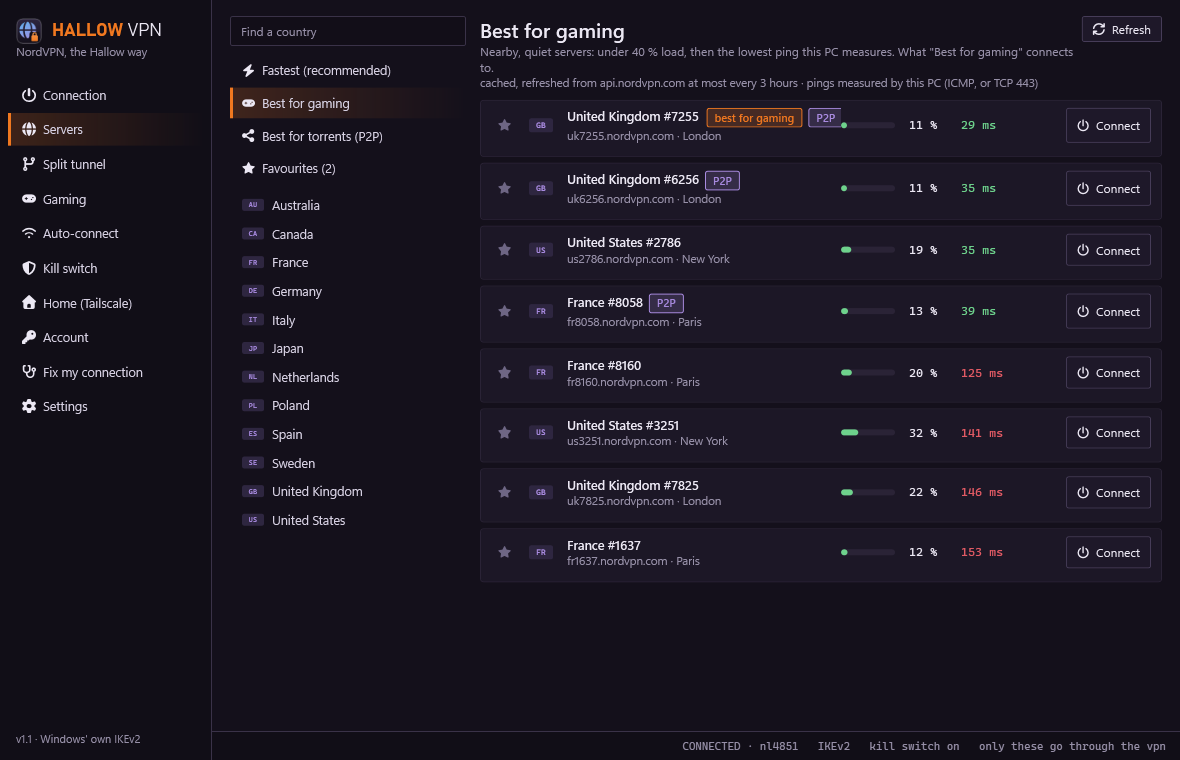 HALLOW VPN
NordVPN, the Hallow way
Connection
Servers
Split tunnel
Gaming
Auto-connect
Kill switch
Home (Tailscale)
Account
Fix my connection
Settings
v1.1 · Windows' own IKEv2
Find a country
Fastest (recommended)
Best for gaming
Best for torrents (P2P)
Favourites (2)
AU Australia
CA Canada
FR France
DE Germany
IT Italy
JP Japan
NL Netherlands
PL Poland
ES Spain
SE Sweden
GB United Kingdom
US United States
Best for gaming
Refresh
Nearby, quiet servers: under 40 % load, then the lowest ping this PC measures. What "Best for gaming" connects
to.
cached, refreshed from api.nordvpn.com at most every 3 hours · pings measured by this PC (ICMP, or TCP 443)
GB United Kingdom #7255 best for gaming P2P 11 % 29 ms Connect
uk7255.nordvpn.com · London
GB United Kingdom #6256 P2P 11 % 35 ms Connect
uk6256.nordvpn.com · London
US United States #2786 19 % 35 ms Connect
us2786.nordvpn.com · New York
FR France #8058 P2P 13 % 39 ms Connect
fr8058.nordvpn.com · Paris
FR France #8160 20 % 125 ms Connect
fr8160.nordvpn.com · Paris
US United States #3251 32 % 141 ms Connect
us3251.nordvpn.com · New York
GB United Kingdom #7825 22 % 146 ms Connect
uk7825.nordvpn.com · London
FR France #1637 12 % 153 ms Connect
fr1637.nordvpn.com · Paris
CONNECTED · nl4851 IKEv2 kill switch on only these go through the vpn